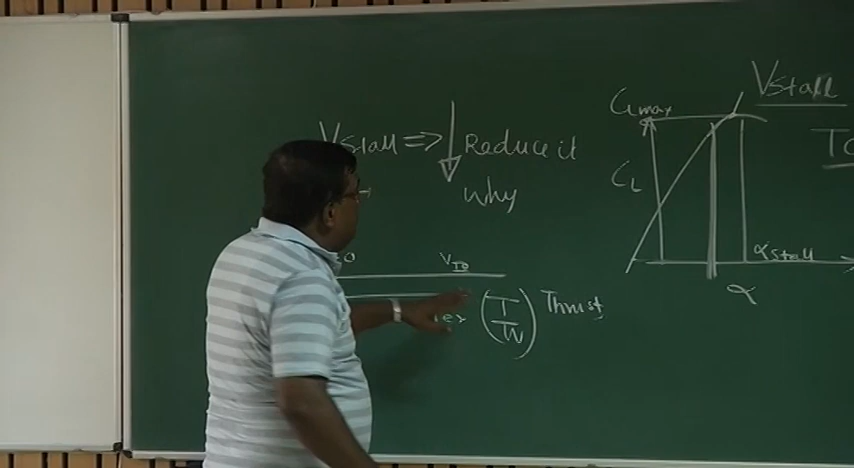 Vstall => ↓ Reduce it
Why
VTO
(T/W) Thrust
CLmax
CL
αstall
α
Vstall